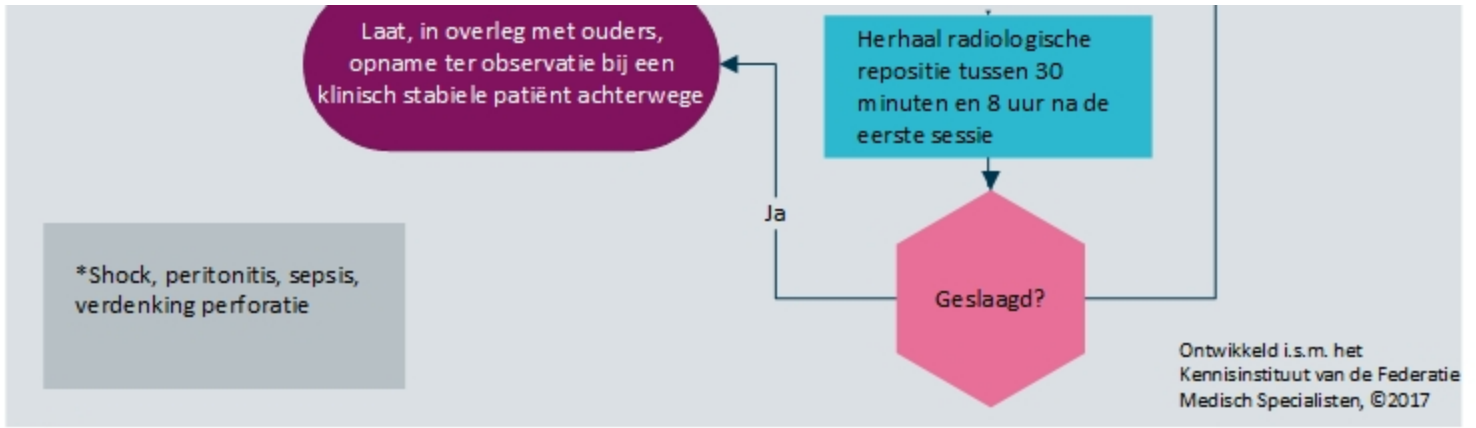 Laat, in overleg met ouders,
opname ter observatie bij een
klinisch stabiele patiënt achterwege
Herhaal radiologische
repositie tussen 30
minuten en 8 uur na de
eerste sessie
Ja
*Shock, peritonitis, sepsis,
verdenking perforatie
Geslaagd?
Ontwikkeld i.s.m. het
Kennisinstituut van de Federatie
Medisch Specialisten, ©2017